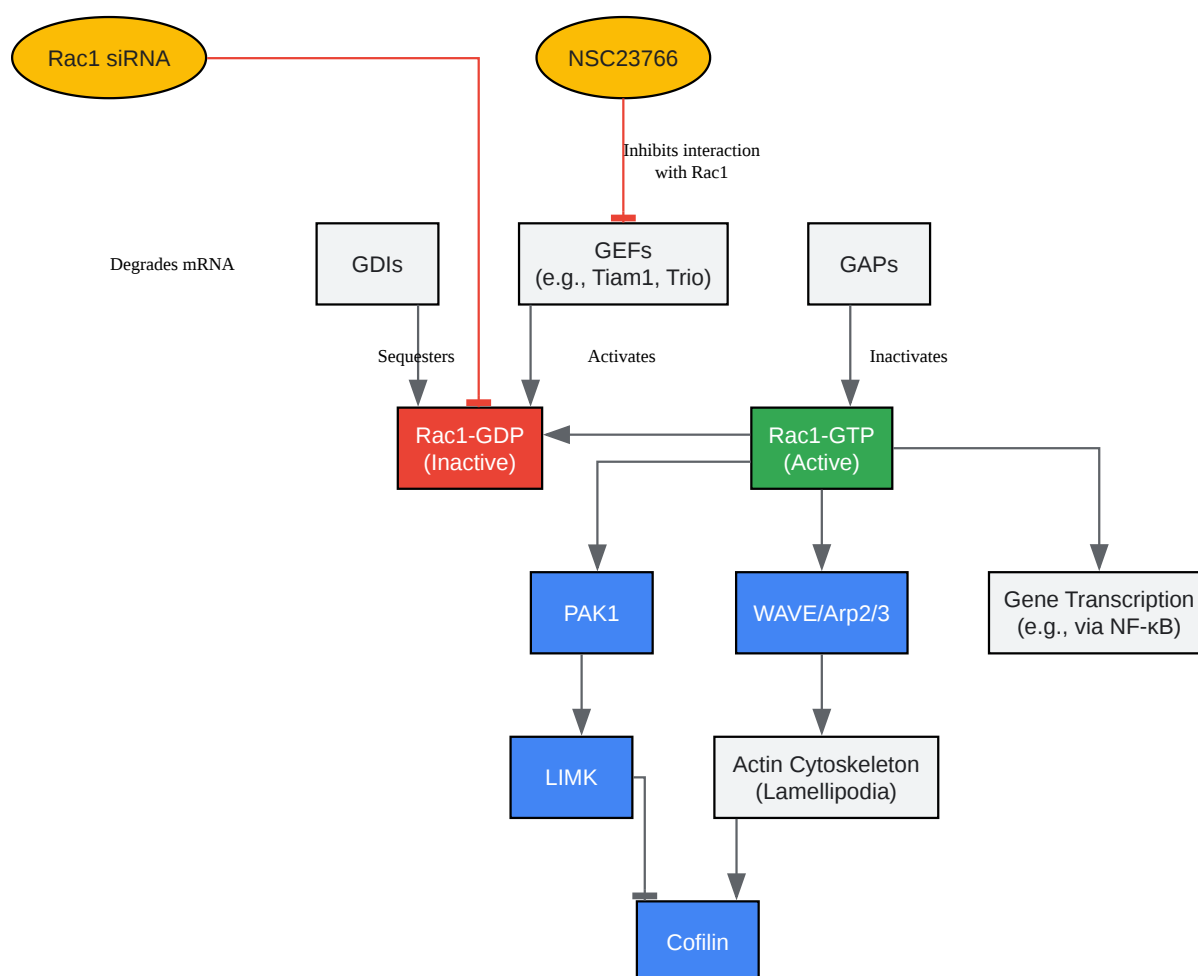 Rac1 siRNA
NSC23766
Inhibits interaction
with Rac1
GDIs
GEFs
(e.g., Tiam1, Trio)
GAPs
Degrades mRNA
Sequesters
Activates
Inactivates
Rac1-GDP
(Inactive)
Rac1-GTP
(Active)
PAK1
WAVE/Arp2/3
Gene Transcription
(e.g., via NF-κB)
LIMK
Actin Cytoskeleton
(Lamellipodia)
Cofilin